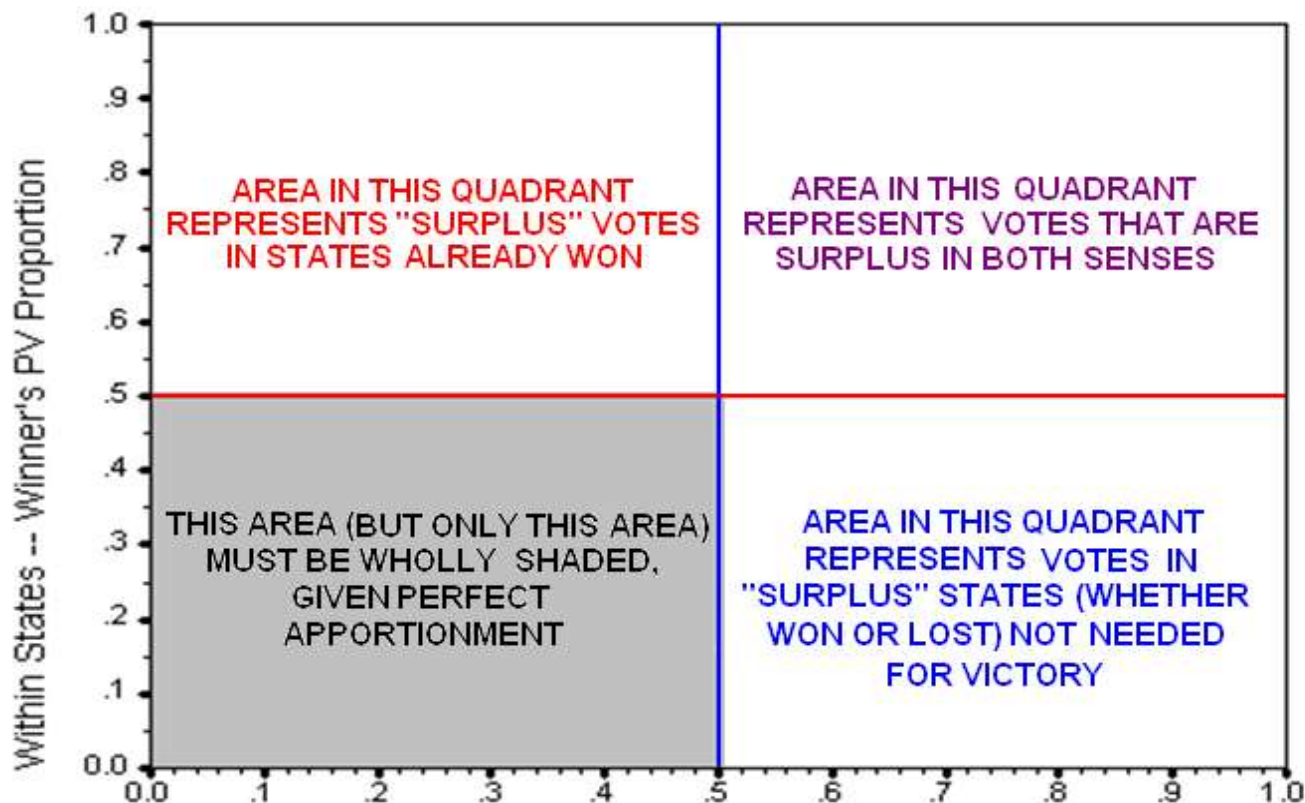 1.0
.9
.8
.7
.6
.5
.4
.3
.2
.1
0.0
Within States -- Winner's PV Proportion
AREA IN THIS QUADRANT
REPRESENTS "SURPLUS" VOTES
IN STATES ALREADY WON
AREA IN THIS QUADRANT
REPRESENTS VOTES THAT ARE
SURPLUS IN BOTH SENSES
THIS AREA (BUT ONLY THIS AREA)
MUST BE WHOLLY SHADED,
GIVEN PERFECT
APPORTIONMENT
AREA IN THIS QUADRANT
REPRESENTS VOTES IN
"SURPLUS" STATES (WHETHER
WON OR LOST) NOT NEEDED
FOR VICTORY
0.0 .1 .2 .3 .4 .5 .6 .7 .8 .9 1.0